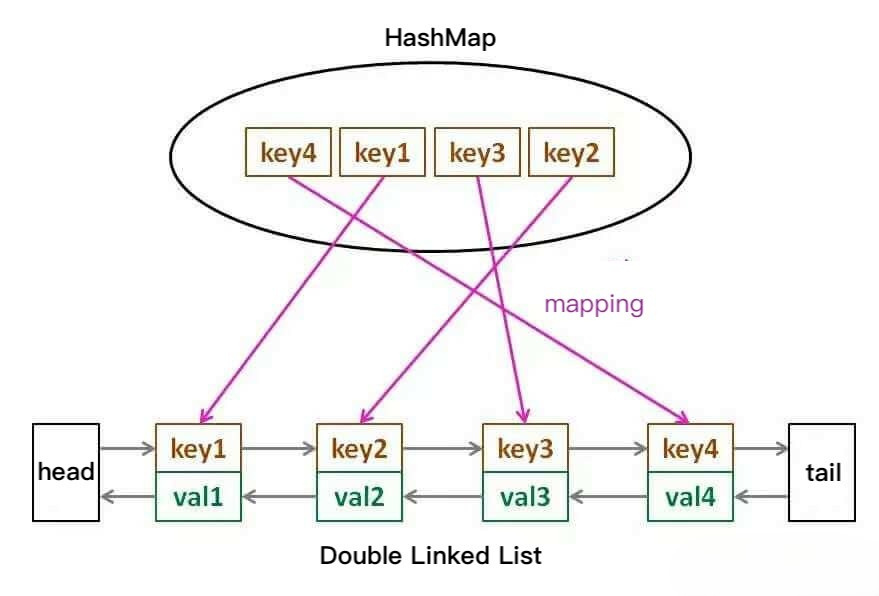 HashMap
key4 key1 key3 key2
mapping
head key1 key2 key3 key4 tail
val1 val2 val3 val4
Double Linked List